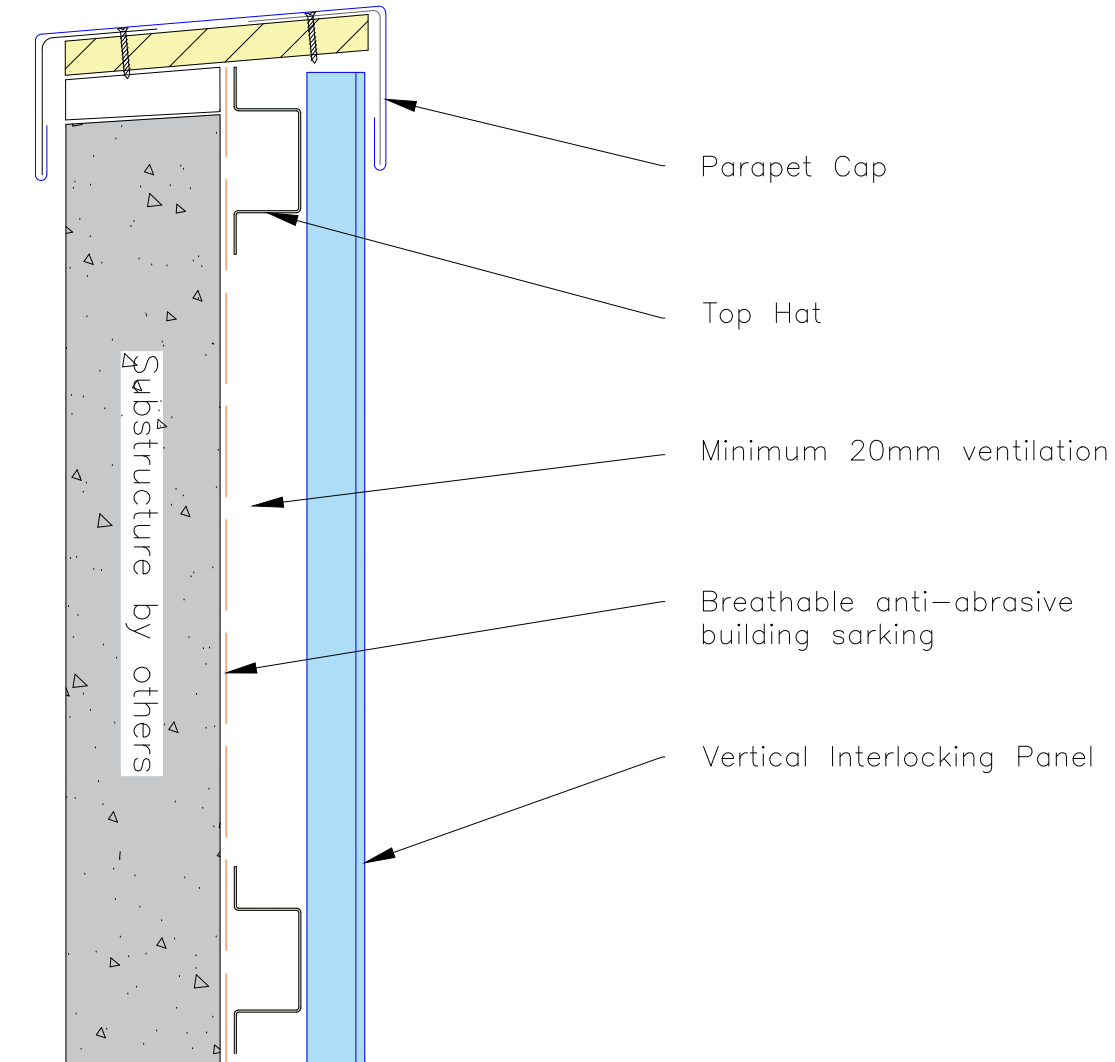 Parapet Cap
Top Hat
Minimum 20mm ventilation
Breathable anti-abrasive
building sarking
Vertical Interlocking Panel
Substructure by others